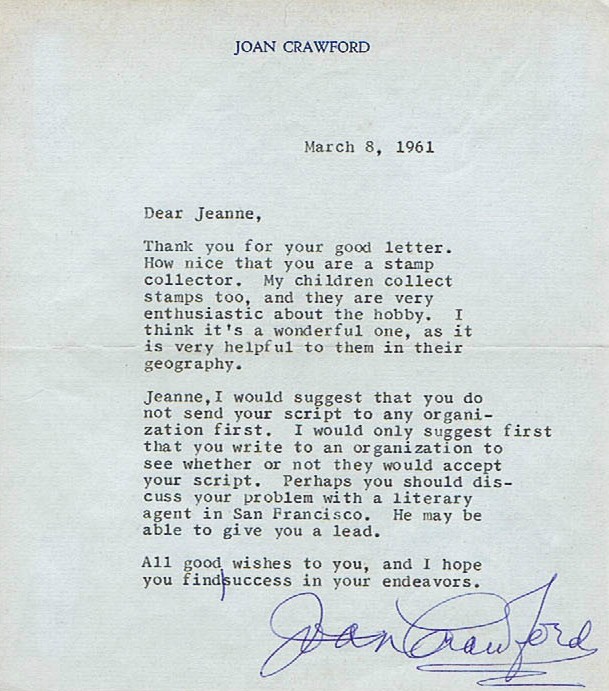 JOAN CRAWFORD
March 8, 1961
Dear Jeanne,
Thank you for your good letter.
How nice that you are a stamp
collector. My children collect
stamps too, and they are very
enthusiastic about the hobby. I
think it's a wonderful one, as it
is very helpful to them in their
geography.
Jeanne,I would suggest that you do
not send your script to any organi-
zation first. I would only suggest first
that you write to an organization to
see whether or not they would accept
your script. Perhaps you should dis-
cuss your problem with a literary
agent in San Francisco. He may be
able to give you a lead.
All good wishes to you, and I hope
you find|success in your endeavors.
Joan Crawford